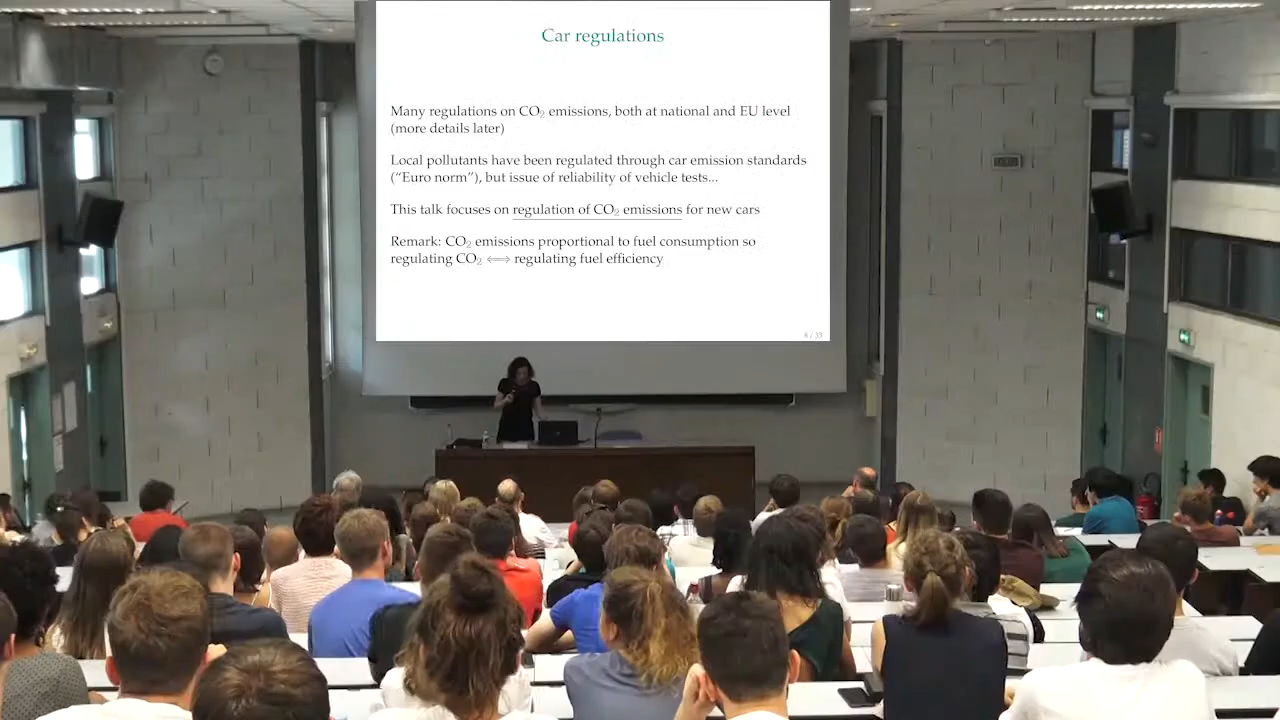 Car regulations
Many regulations on CO₂ emissions, both at national and EU level
(more details later)
Local pollutants have been regulated through car emission standards
(“Euro norm”), but issue of reliability of vehicle tests...
This talk focuses on regulation of CO₂ emissions for new cars
Remark: CO₂ emissions proportional to fuel consumption so
regulating CO₂ ⟺ regulating fuel efficiency